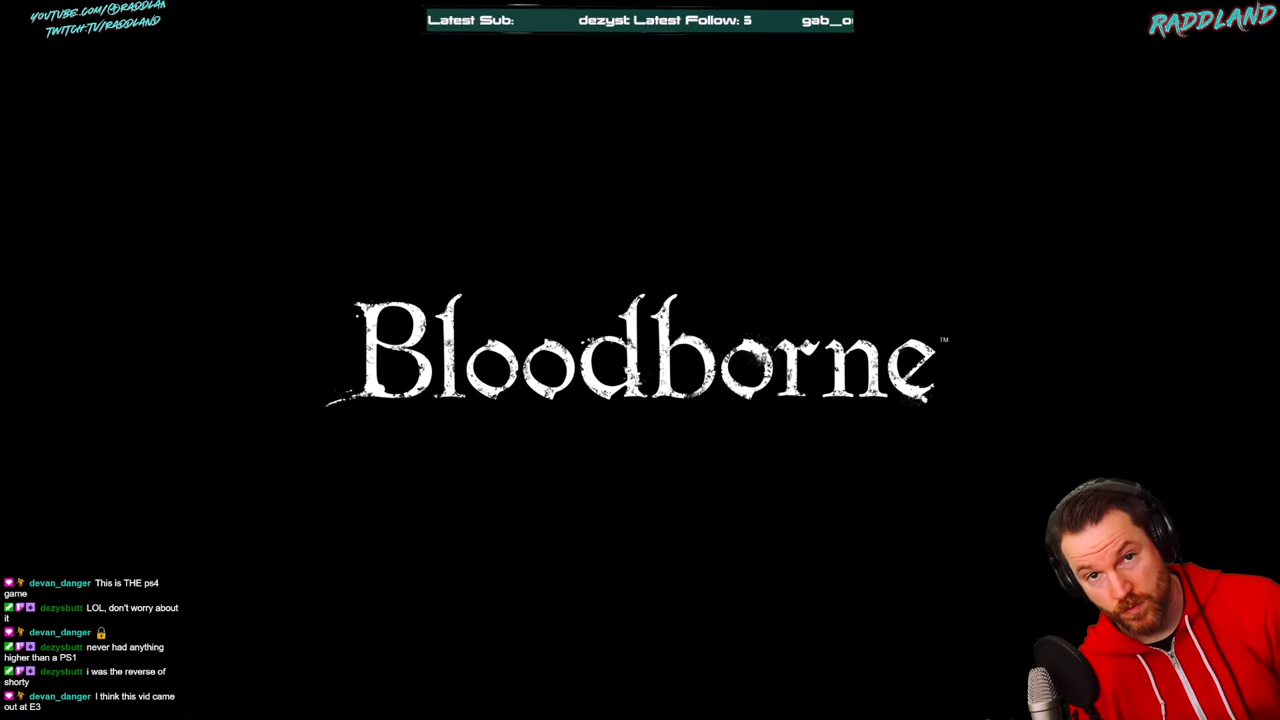 YOUTUBE.COM/@RADDLAN
TWITCH.TV/RADDLAND
Latest Sub: dezyst Latest Follow: 5 gab_o
RADDLAND
Bloodborne™
devan_danger This is THE ps4
game
dezysbutt LOL, don't worry about
it
devan_danger
dezysbutt never had anything
higher than a PS1
dezysbutt i was the reverse of
shorty
devan_danger I think this vid came
out at E3